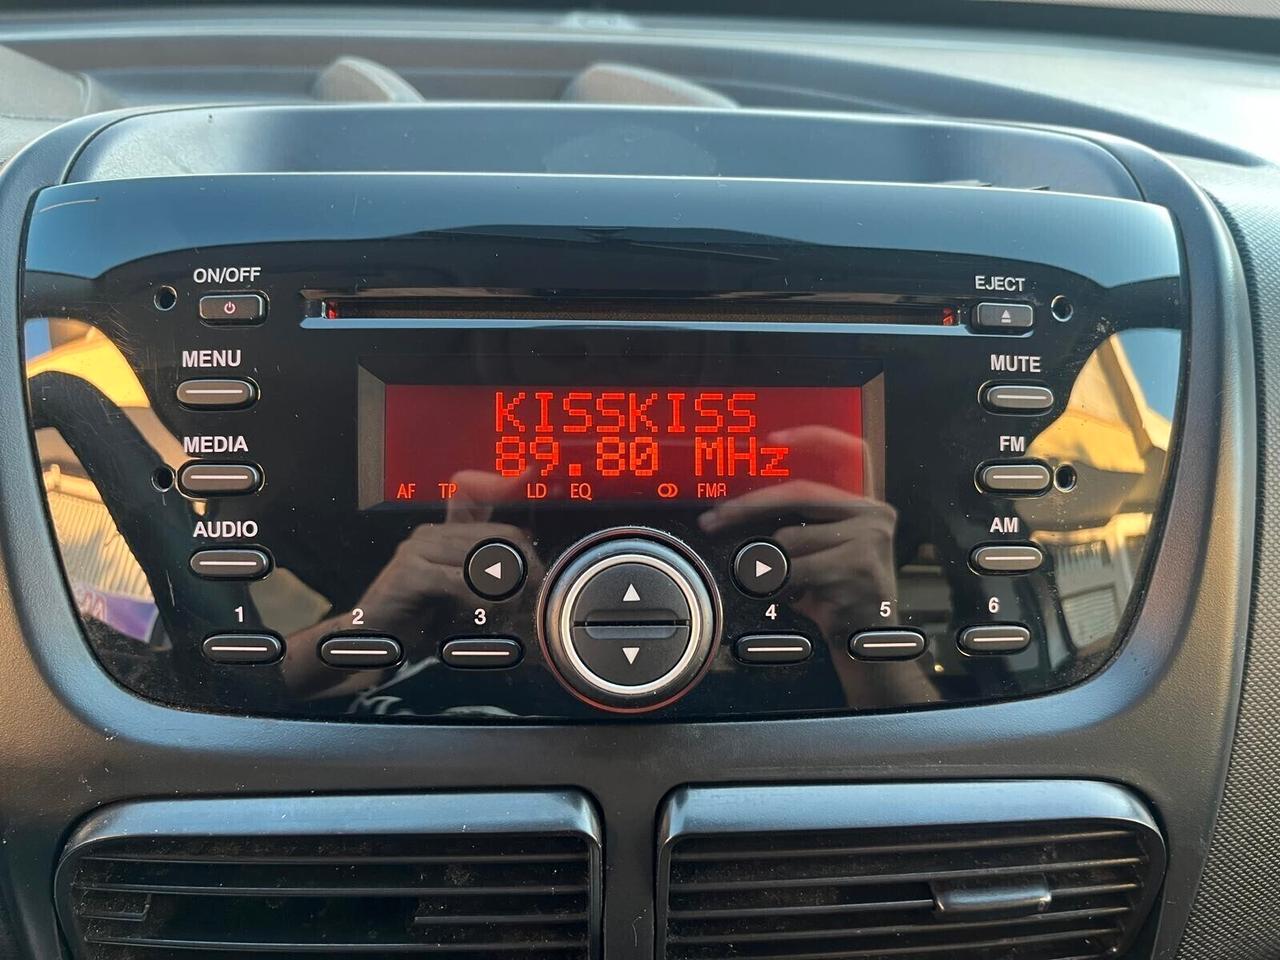 ON/OFF
EJECT
MENU
MUTE
KISSKISS
89.80 MHz
MEDIA
FM
AF TP LD EQ FMA
AUDIO
AM
1 2 3 4 5 6